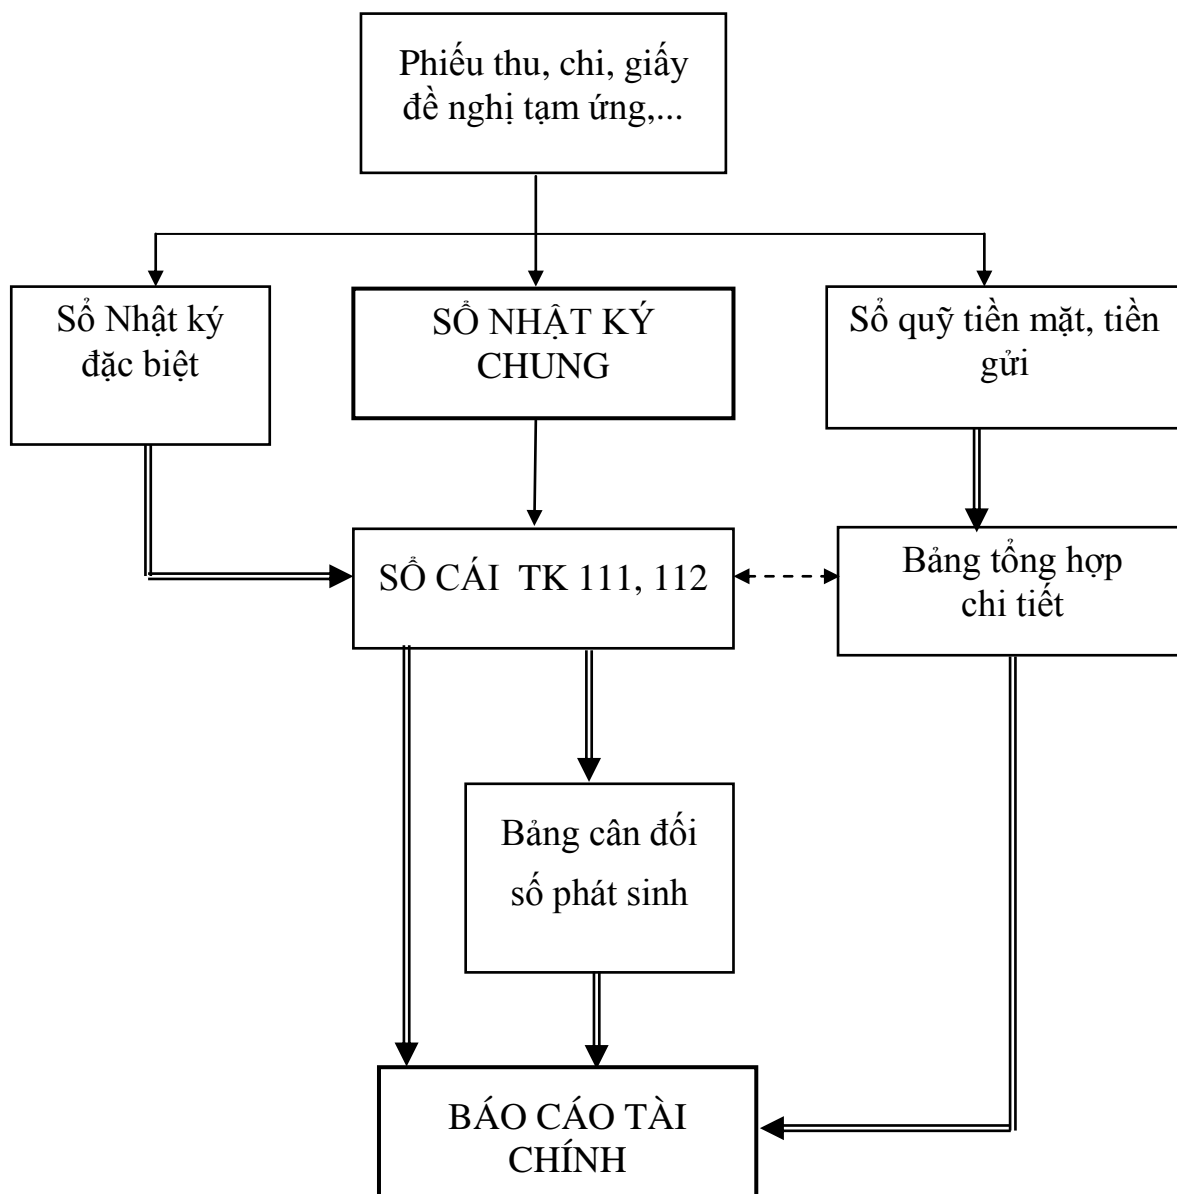 Phiếu thu, chi, giấy
đề nghị tạm ứng,...
Sổ Nhật ký
đặc biệt
SỔ NHẬT KÝ
CHUNG
Sổ quỹ tiền mặt, tiền
gửi
SỔ CÁI TK 111, 112
Bảng tổng hợp
chi tiết
Bảng cân đối
số phát sinh
BÁO CÁO TÀI
CHÍNH